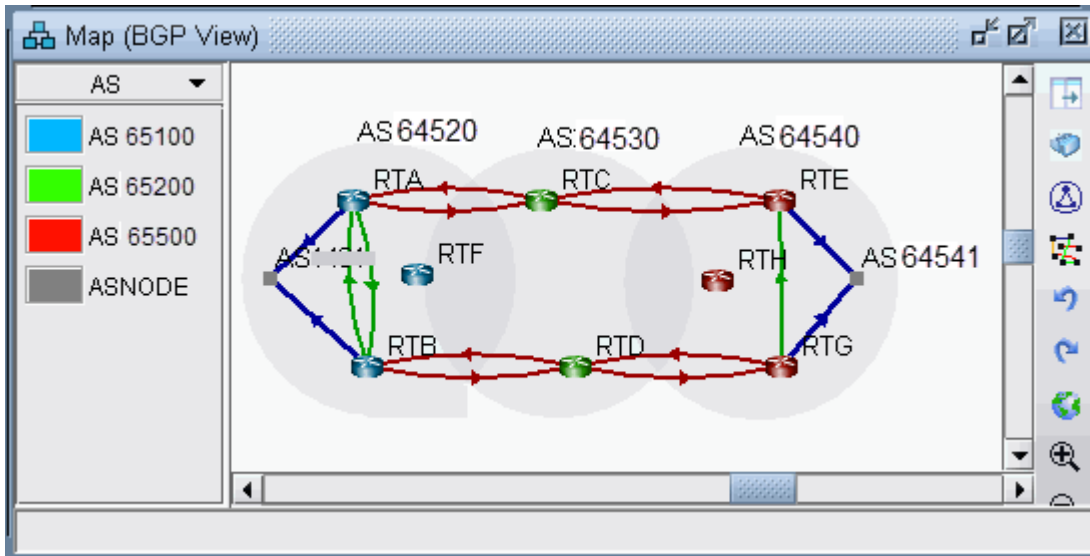 Map (BGP View)
AS
AS 65100
AS 65200
AS 65500
ASNODE
AS 64520
AS 64530
AS 64540
RTA
RTC
RTE
RTF
RTH
AS 64541
RTB
RTD
RTG